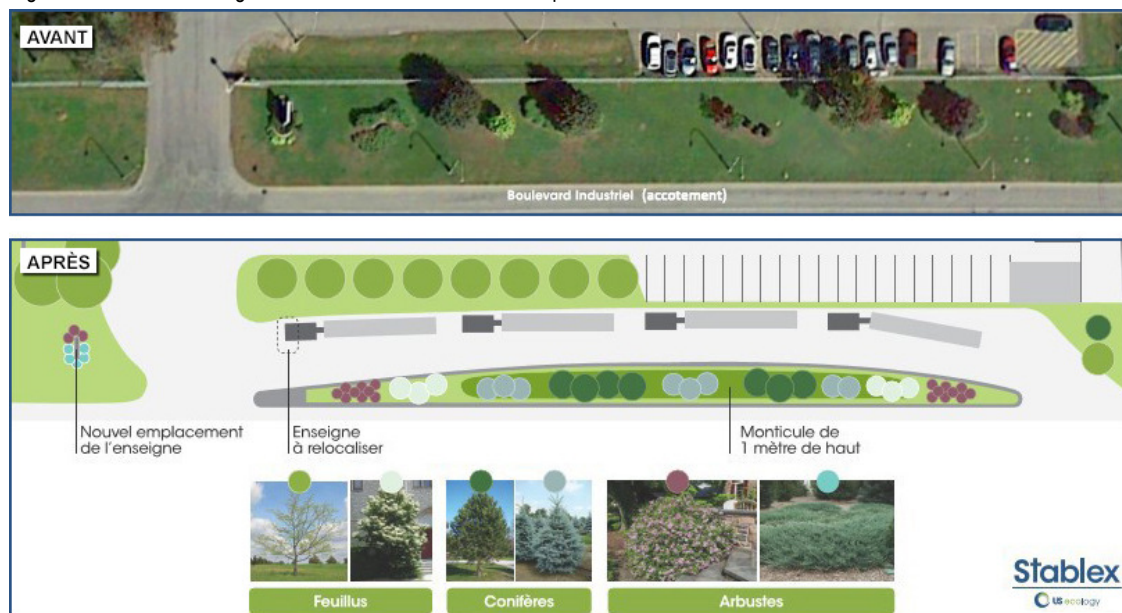 AVANT
Boulevard Industriel (accotement)
APRÈS
Nouvel emplacement
de l'enseigne
Enseigne
à relocaliser
Monticule de
1 mètre de haut
Feuillus
Conifères
Arbustes
Stablex
US ecology